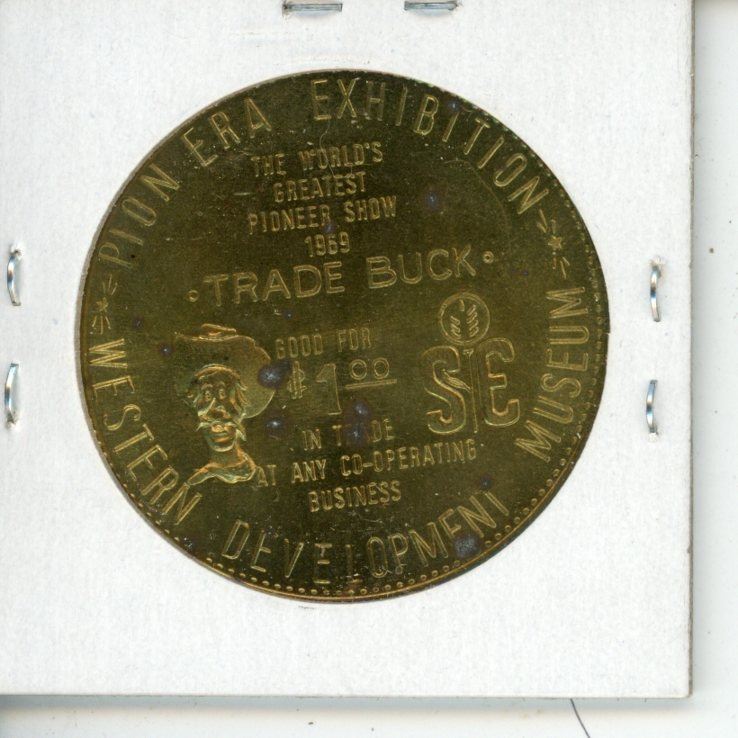 PION ERA EXHIBITION
THE WORLD'S
GREATEST
PIONEER SHOW
1969
·TRADE BUCK·
GOOD FOR
$1.00
SIE
IN TRADE
AT ANY CO-OPERATING
BUSINESS
WESTERN DEVELOPMENT MUSEUM